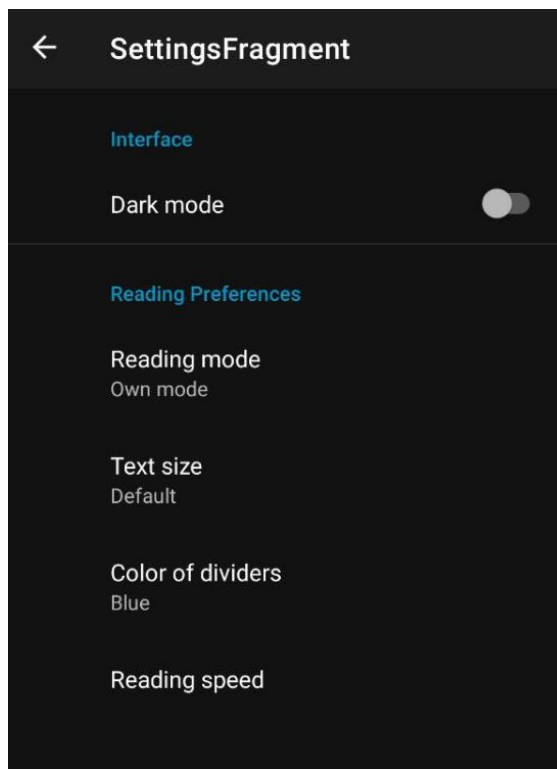 SettingsFragment
Interface
Dark mode
Reading Preferences
Reading mode
Own mode
Text size
Default
Color of dividers
Blue
Reading speed